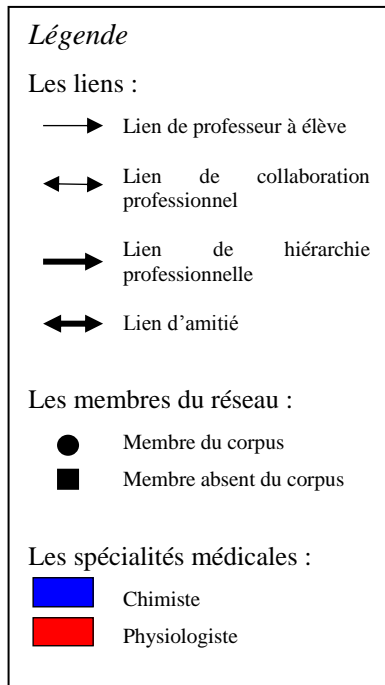 Légende
Les liens :
Lien de professeur à élève
Lien de collaboration
professionnel
Lien de hiérarchie
professionnelle
Lien d'amitié
Les membres du réseau :
Membre du corpus
Membre absent du corpus
Les spécialités médicales :
Chimiste
Physiologiste